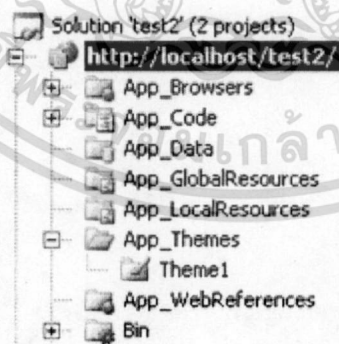 Solution 'test2' (2 projects)
http://localhost/test2/
App_Browsers
App_Code
App_Data
App_GlobalResources
App_LocalResources
App_Themes
Theme1
App_WebReferences
Bin